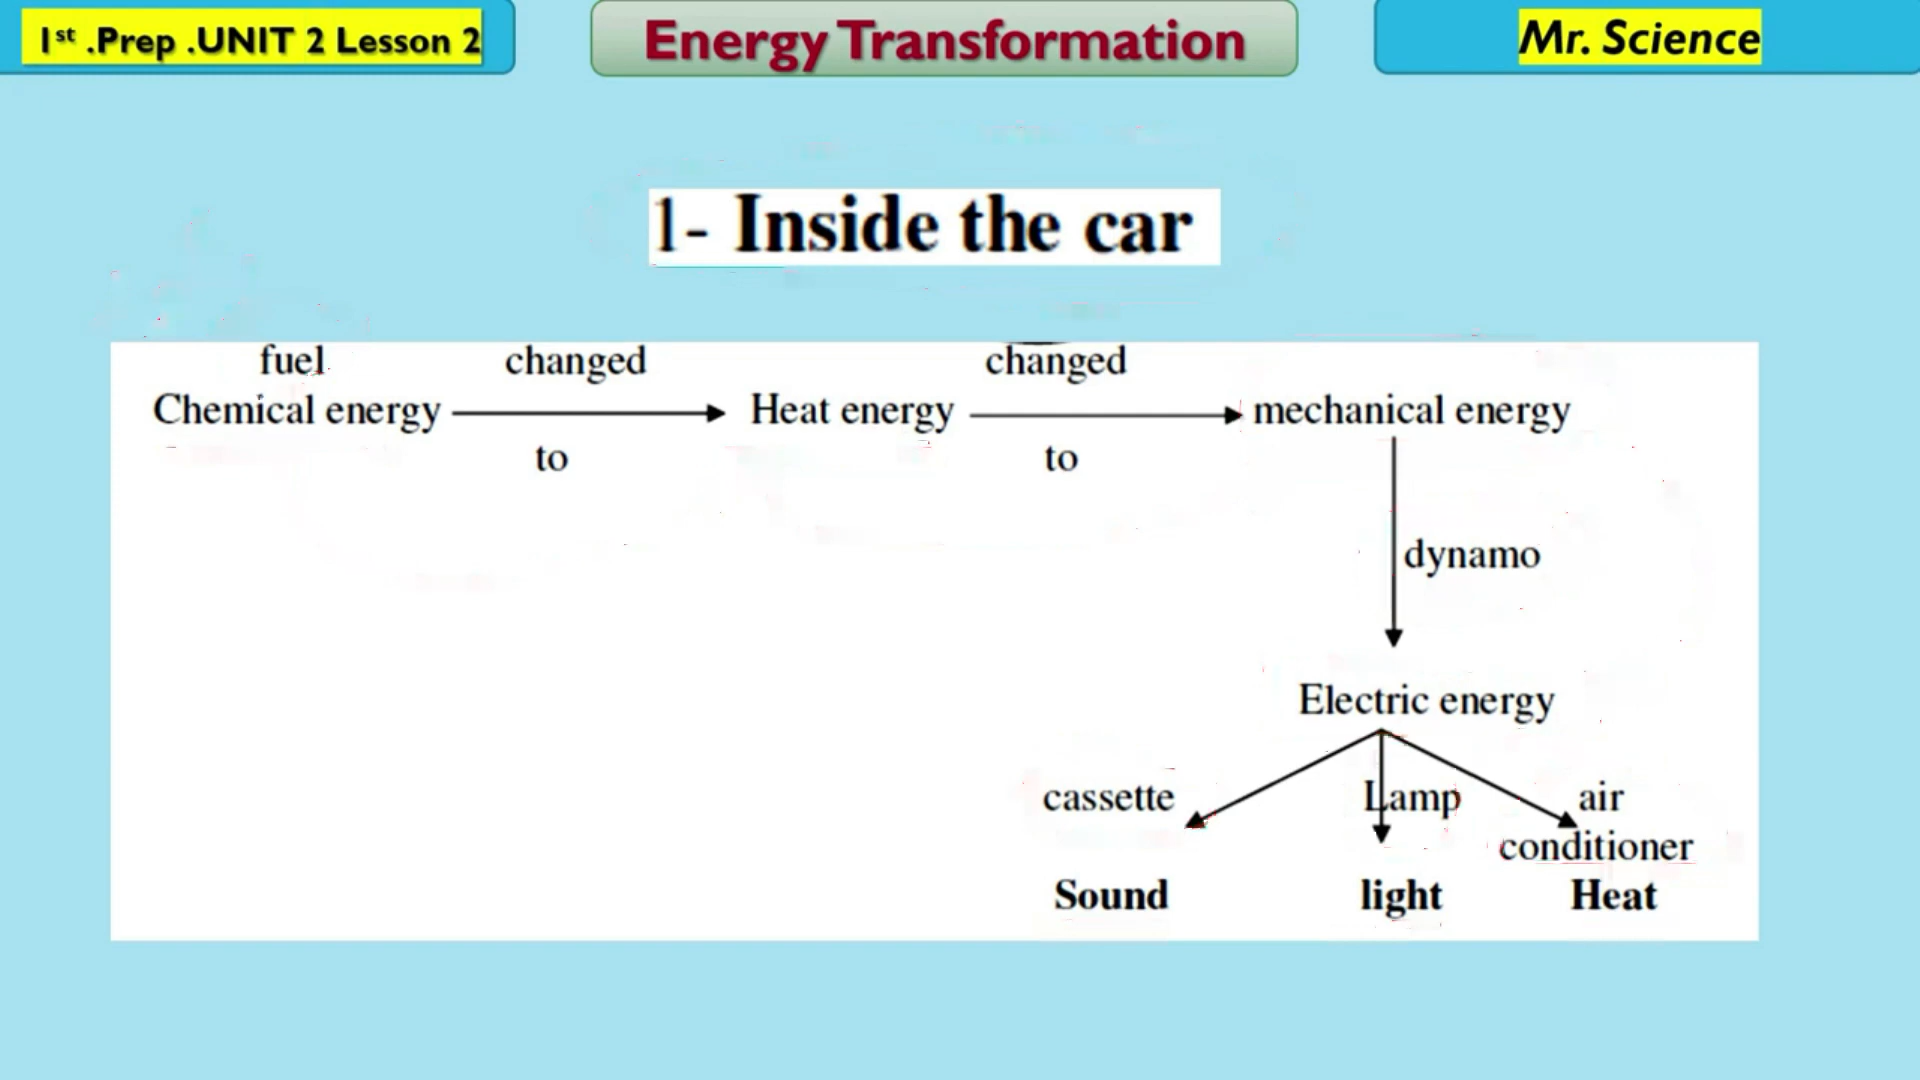 1st .Prep .UNIT 2 Lesson 2
Energy Transformation
Mr. Science
1- Inside the car
fuel changed changed
Chemical energy Heat energy mechanical energy
to to
dynamo
Electric energy
cassette Lamp air
conditioner
Sound light Heat